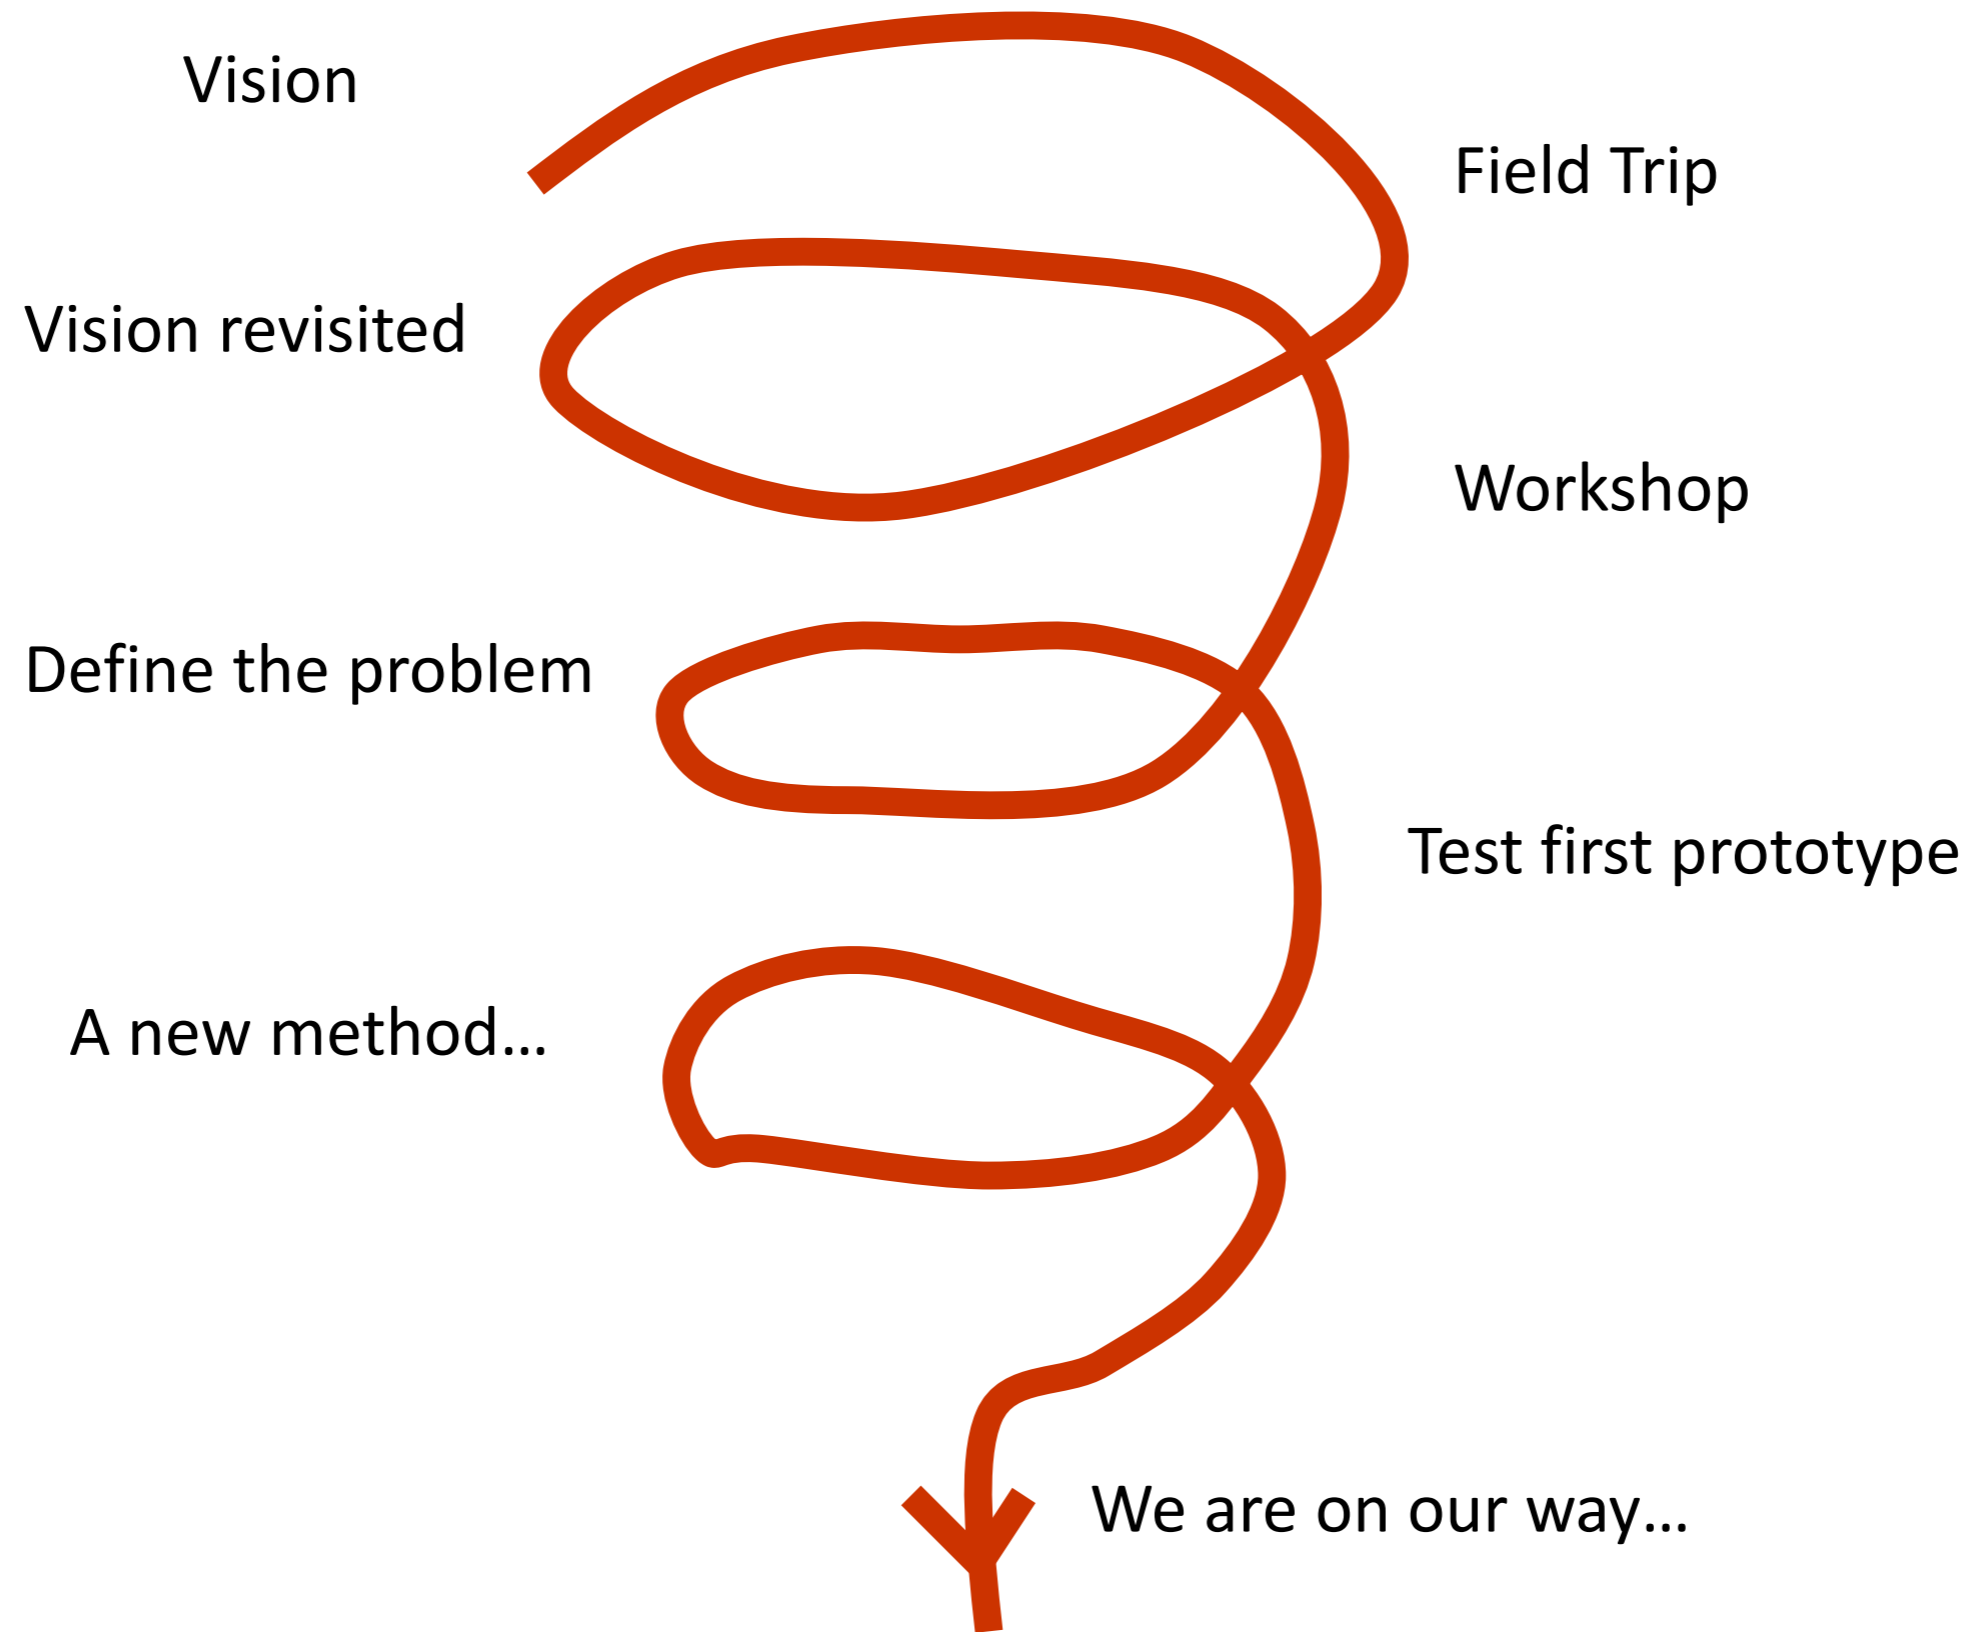 Vision
Field Trip
Vision revisited
Workshop
Define the problem
Test first prototype
A new method…
We are on our way…